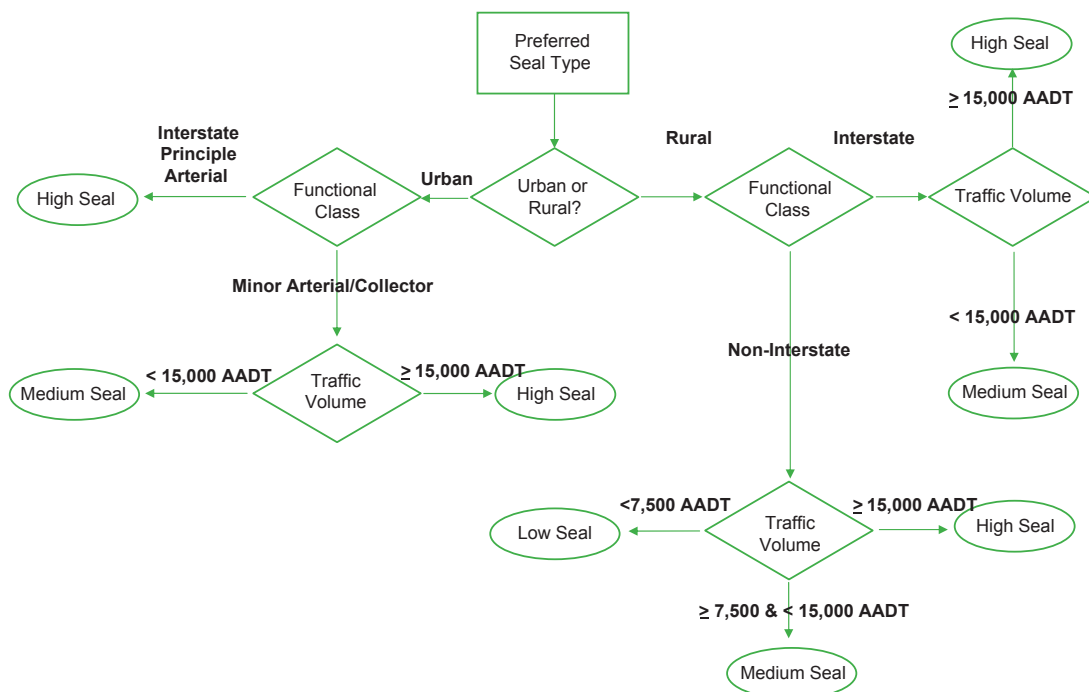 Preferred
Seal Type
High Seal
≥ 15,000 AADT
Interstate
Principle
Arterial
Urban
Rural
Interstate
High Seal
Functional
Class
Urban or
Rural?
Functional
Class
Traffic Volume
Minor Arterial/Collector
< 15,000 AADT
Non-Interstate
< 15,000 AADT
≥ 15,000 AADT
Medium Seal
Traffic
Volume
High Seal
Medium Seal
<7,500 AADT
≥ 15,000 AADT
Low Seal
Traffic
Volume
High Seal
≥ 7,500 & < 15,000 AADT
Medium Seal